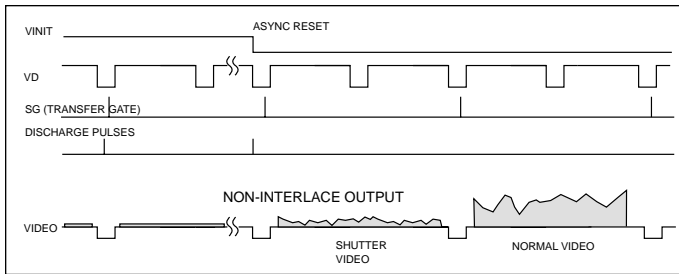 VINIT
ASYNC RESET
VD
SG (TRANSFER GATE)
DISCHARGE PULSES
NON-INTERLACE OUTPUT
VIDEO
SHUTTER
VIDEO
NORMAL VIDEO